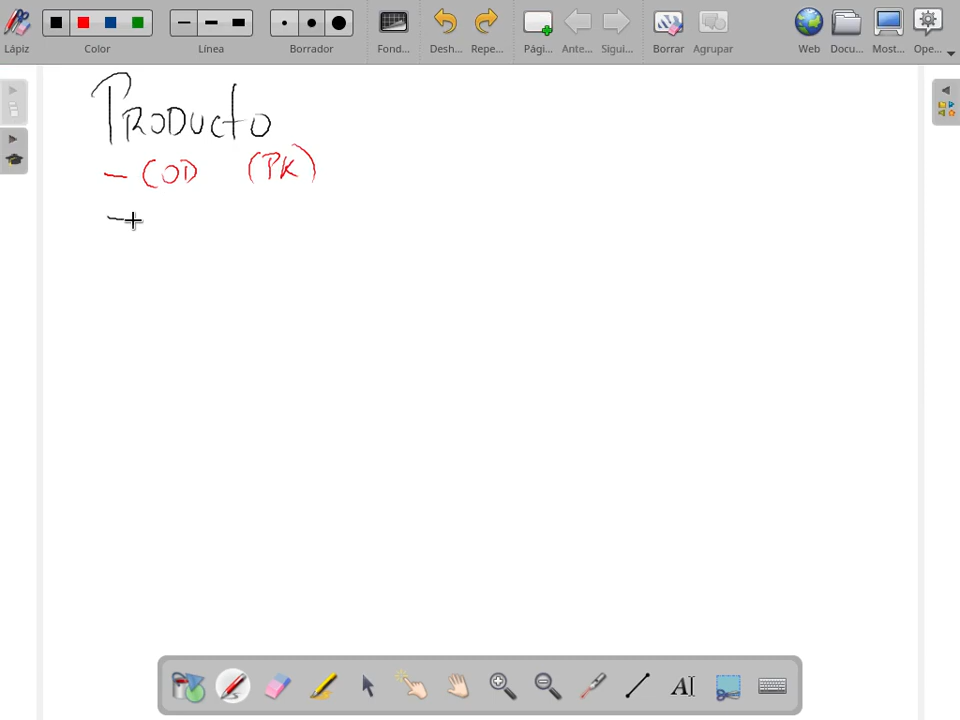 Lápiz Color Línea Borrador Fond... Desh... Repe... Pági... Ante... Sigui... Borrar Agrupar Web Docu... Most... Ope...
Producto
- COD (PK)
-
AI